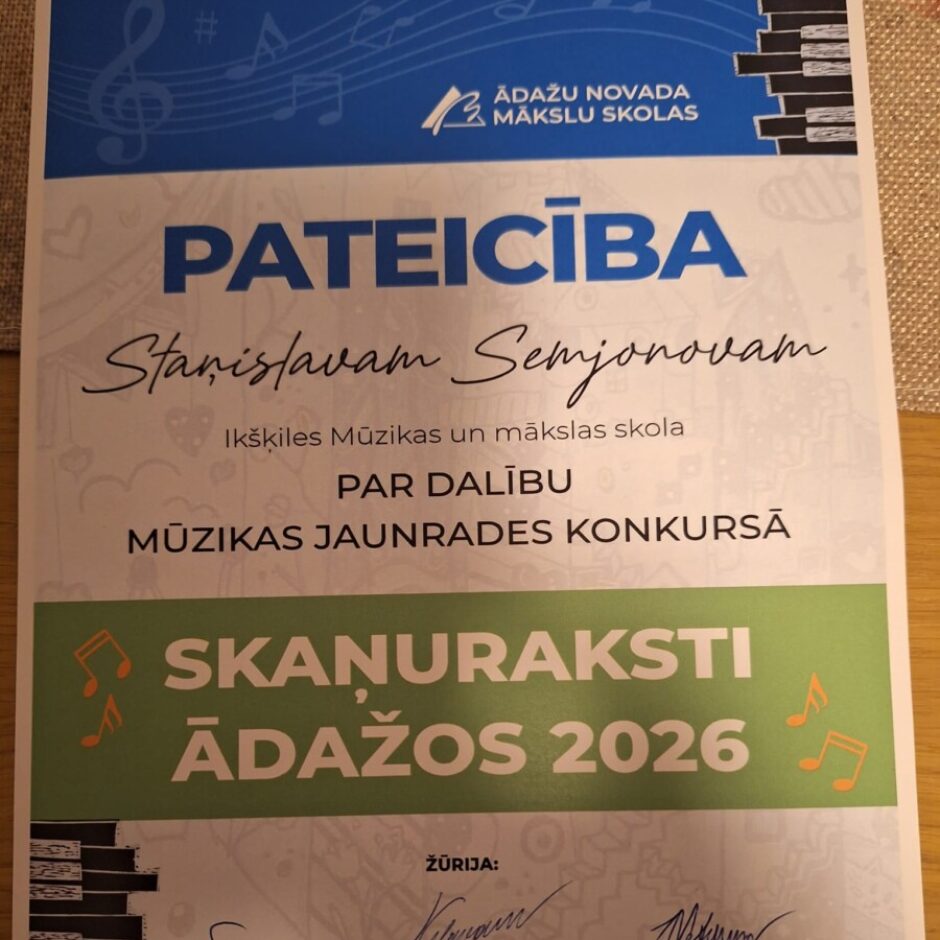 ĀDAŽU NOVADA
MĀKSLU SKOLAS
PATEICĪBA
Staņislavam Semjonovam
Ikšķiles Mūzikas un mākslas skola
PAR DALĪBU
MŪZIKAS JAUNRADES KONKURSĀ
SKAŅURAKSTI
ĀDAŽOS 2026
ŽŪRIJA: